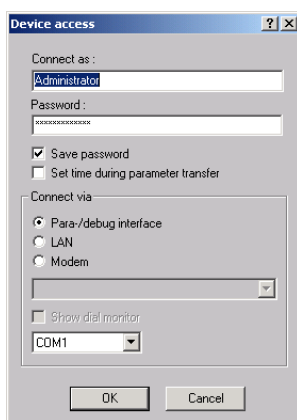 Device access
Connect as :
Administrator
Password :
xxxxxxxxxxxxx
Save password
Set time during parameter transfer
Connect via
Para-/debug interface
LAN
Modem
Show dial monitor
COM1
OK Cancel